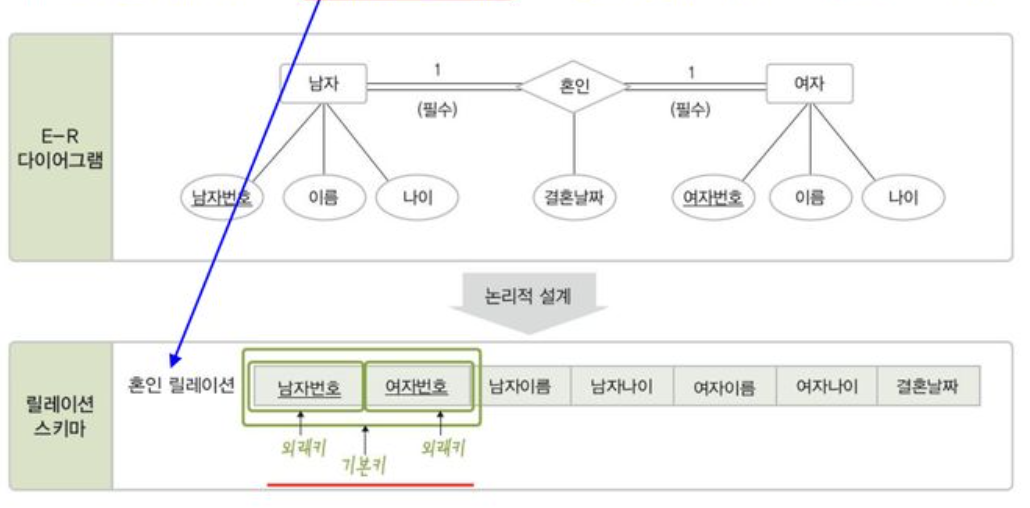 E-R
다이어그램
남자
1
(필수)
혼인
1
(필수)
여자
남자번호
이름
나이
결혼날짜
여자번호
이름
나이
논리적 설계
릴레이션
스키마
혼인 릴레이션
남자번호
여자번호
남자이름
남자나이
여자이름
여자나이
결혼날짜
외래키
기본키
외래키